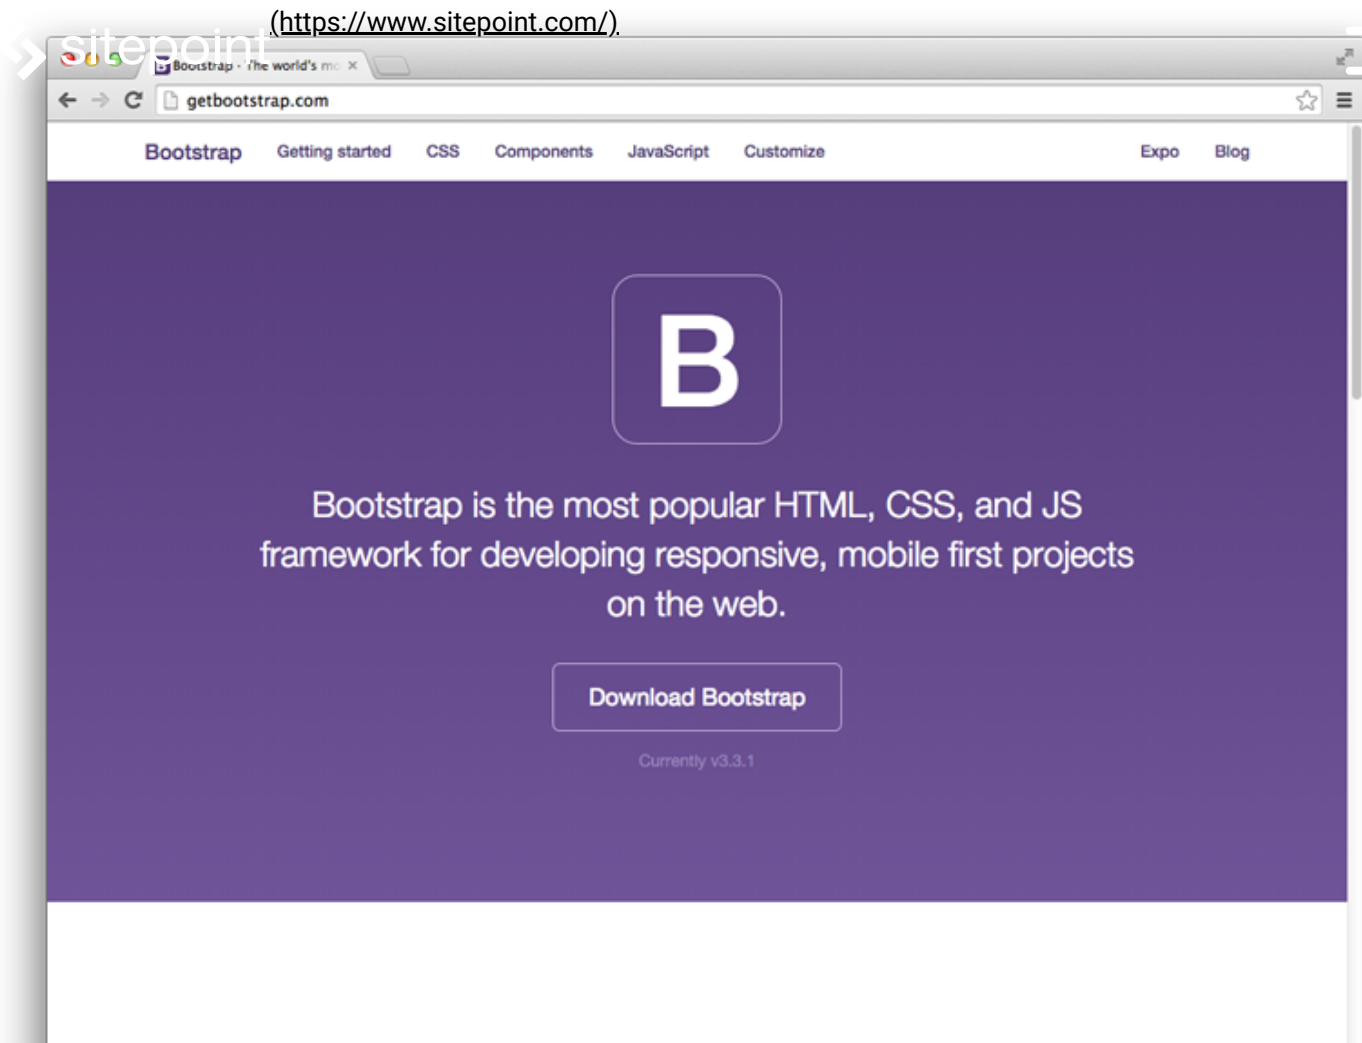 (https://www.sitepoint.com/)
sitepoint
Bootstrap - The world's mo
getbootstrap.com
Bootstrap Getting started CSS Components JavaScript Customize Expo Blog
B
Bootstrap is the most popular HTML, CSS, and JS
framework for developing responsive, mobile first projects
on the web.
Download Bootstrap
Currently v3.3.1